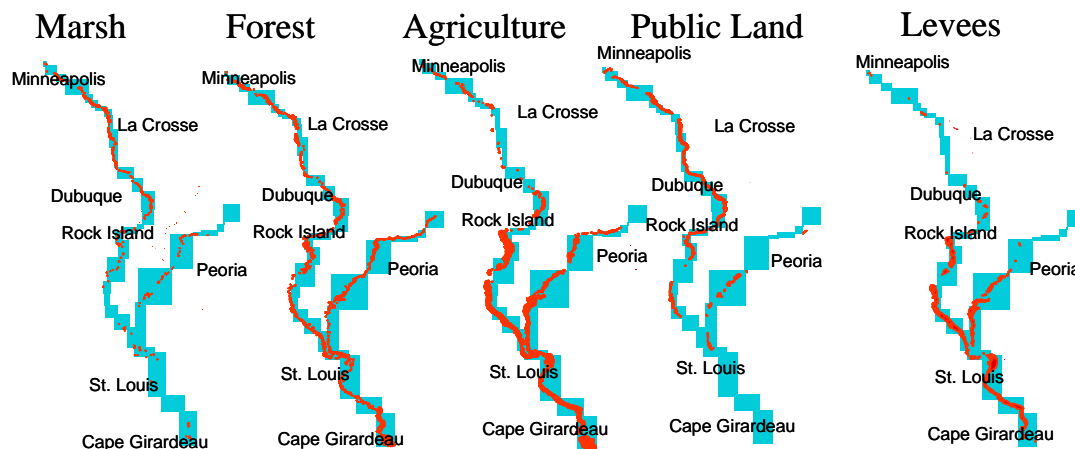 Marsh
Forest
Agriculture
Public Land
Levees
Minneapolis
La Crosse
Dubuque
Rock Island
Peoria
St. Louis
Cape Girardeau
Minneapolis
La Crosse
Dubuque
Rock Island
Peoria
St. Louis
Cape Girardeau
Minneapolis
La Crosse
Dubuque
Rock Island
Peoria
St. Louis
Cape Girardeau
Minneapolis
La Crosse
Dubuque
Rock Island
Peoria
St. Louis
Cape Girardeau
Minneapolis
La Crosse
Dubuque
Rock Island
Peoria
St. Louis
Cape Girardeau